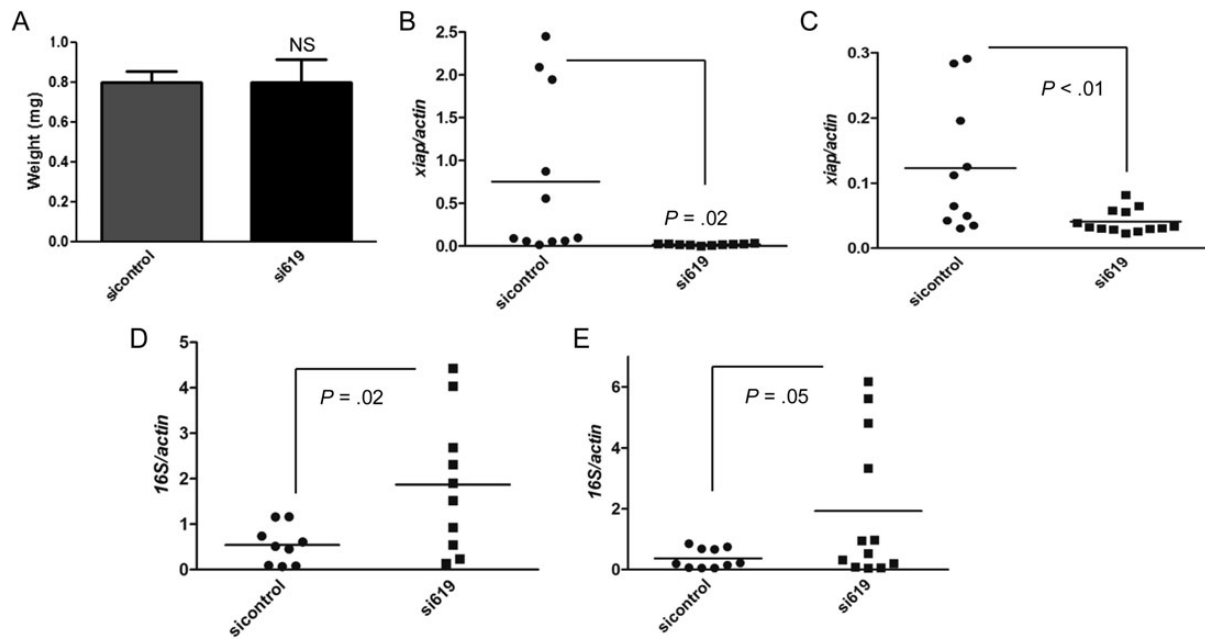 A
Weight (mg)
1.0
0.8
0.6
0.4
0.2
0.0
NS
sicontrol
si619
B
xiap/actin
2.5
2.0
1.5
1.0
0.5
0.0
P = .02
sicontrol
si619
C
xiap/actin
0.3
0.2
0.1
0.0
P < .01
sicontrol
si619
D
16S/actin
5
4
3
2
1
0
P = .02
sicontrol
si619
E
16S/actin
6
4
2
0
P = .05
sicontrol
si619